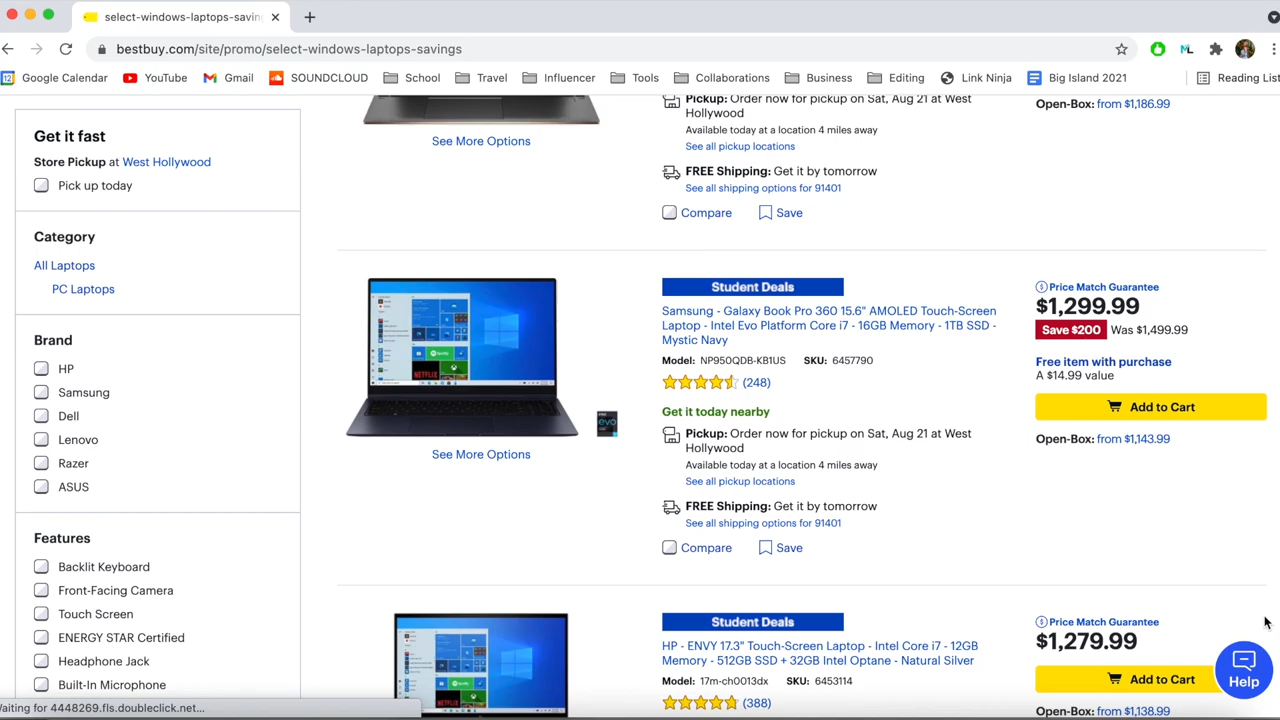 select-windows-laptops-savin
bestbuy.com/site/promo/select-windows-laptops-savings
12 Google Calendar YouTube Gmail SOUNDCLOUD School Travel Influencer Tools Collaborations Business Editing Link Ninja Big Island 2021 Reading List
Get it fast
Store Pickup at West Hollywood
Pick up today
Category
All Laptops
PC Laptops
Brand
HP
Samsung
Dell
Lenovo
Razer
ASUS
Features
Backlit Keyboard
Front-Facing Camera
Touch Screen
ENERGY STAR Certified
Headphone Jack
Built-In Microphone
Waiting for 4448269.fls.doubleclick....
See More Options
Pickup: Order now for pickup on Sat, Aug 21 at West
Hollywood
Available today at a location 4 miles away
See all pickup locations
FREE Shipping: Get it by tomorrow
See all shipping options for 91401
Compare Save
Open-Box: from $1,186.99
NETFLIX
Spotify
evo
See More Options
Student Deals
Samsung - Galaxy Book Pro 360 15.6" AMOLED Touch-Screen
Laptop - Intel Evo Platform Core i7 - 16GB Memory - 1TB SSD -
Mystic Navy
Model: NP950QDB-KB1US SKU: 6457790
(248)
Get it today nearby
Pickup: Order now for pickup on Sat, Aug 21 at West
Hollywood
Available today at a location 4 miles away
See all pickup locations
FREE Shipping: Get it by tomorrow
See all shipping options for 91401
Compare Save
Price Match Guarantee
$1,299.99
Save $200 Was $1,499.99
Free item with purchase
A $14.99 value
Add to Cart
Open-Box: from $1,143.99
NETFLIX
Student Deals
HP - ENVY 17.3" Touch-Screen Laptop - Intel Core i7 - 12GB
Memory - 512GB SSD + 32GB Intel Optane - Natural Silver
Model: 17m-ch0013dx SKU: 6453114
(388)
Price Match Guarantee
$1,279.99
Add to Cart
Open-Box: from $1,138.99
Help